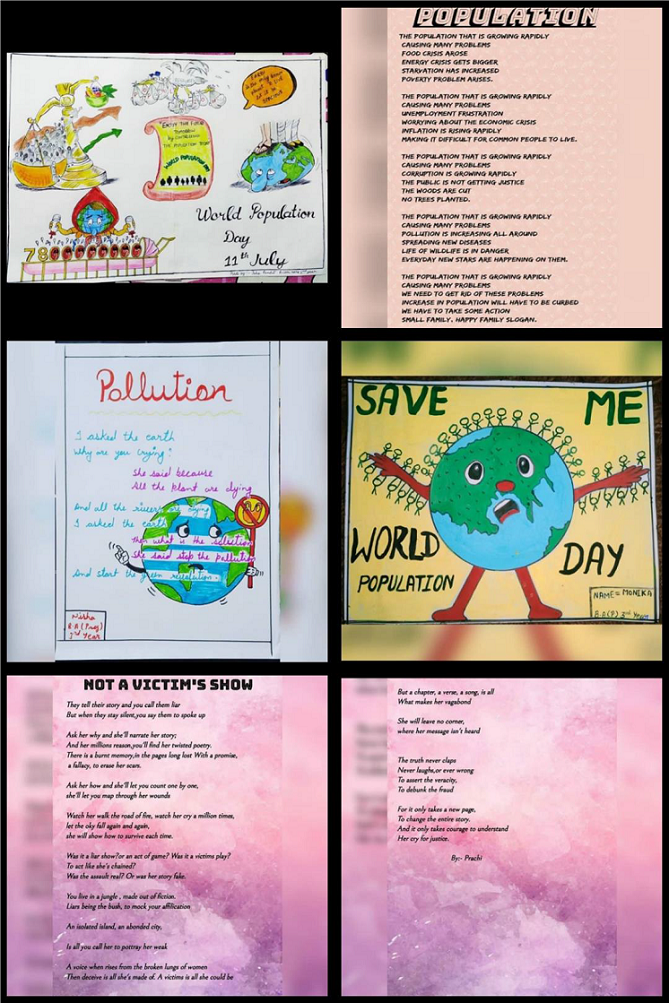 EARTH
World Population
Day
11th July
78
POPULATION
THE POPULATION THAT IS GROWING RAPIDLY
CAUSING MANY PROBLEMS
FOOD CRISIS AROSE
ENERGY CRISIS GETS BIGGER
STARVATION HAS INCREASED
POVERTY PROBLEM ARISES.
THE POPULATION THAT IS GROWING RAPIDLY
CAUSING MANY PROBLEMS
UNEMPLOYMENT FRUSTRATION
WORRYING ABOUT THE ECONOMIC CRISIS
INFLATION IS RISING RAPIDLY
MAKING IT DIFFICULT FOR COMMON PEOPLE TO LIVE.
THE POPULATION THAT IS GROWING RAPIDLY
CAUSING MANY PROBLEMS
CORRUPTION IS GROWING RAPIDLY
THE PUBLIC IS NOT GETTING JUSTICE
THE WOODS ARE CUT
NO TREES PLANTED.
THE POPULATION THAT IS GROWING RAPIDLY
CAUSING MANY PROBLEMS
POLLUTION IS INCREASING ALL AROUND
SPREADING NEW DISEASES
LIFE OF WILDLIFE IS IN DANGER
EVERYDAY NEW STARS ARE HAPPENING ON THEM.
THE POPULATION THAT IS GROWING RAPIDLY
CAUSING MANY PROBLEMS
WE NEED TO GET RID OF THESE PROBLEMS
INCREASE IN POPULATION WILL HAVE TO BE CURBED
WE HAVE TO TAKE SOME ACTION
SMALL FAMILY. HAPPY FAMILY SLOGAN.
Pollution
I asked the earth
Why are you crying?
She said because
All the plant are dying
And all the rivers are
I asked the earth
then what is the solution
She said stop the pollution
And start the green revolution.
Nisha
B.A (Prog)
2nd Year
SAVE ME
WORLD
POPULATION
DAY
NAME = MONIKA
B.A(P) 3rd Year
NOT A VICTIM'S SHOW
They tell their story and you call them liar
But when they stay silent,you say them to spoke up
Ask her why and she'll narrate her story;
And her millions reason,you'll find her twisted poetry.
There is a burnt memory,in the pages long lost With a promise,
a fallacy, to erase her scars.
Ask her how and she'll let you count one by one,
she'll let you map through her wounds
Watch her walk the road of fire, watch her cry a million times,
let the oky fall again and again,
she will show how to survive each time.
Was it a liar show?or an act of game? Was it a victims play?
To act like she's chained?
Was the assault real? Or was her story fake.
You live in a jungle , made out of fiction.
Liars being the bush, to mock your affilication
An isolated island, an abonded city,
Is all you call her to pottray her weak
A voice when rises from the broken lungs of women
Then deceive is all she's made of. A victims is all she could be
But a chapter, a verse, a song, is all
What makes her vagabond
She will leave no corner,
where her message isn't heard
The truth never claps
Never laughs,or ever wrong
To assert the veracity,
To debunk the fraud
For it only takes a new page,
To change the entire story.
And it only takes courage to understand
Her cry for justice.
By:- Prachi